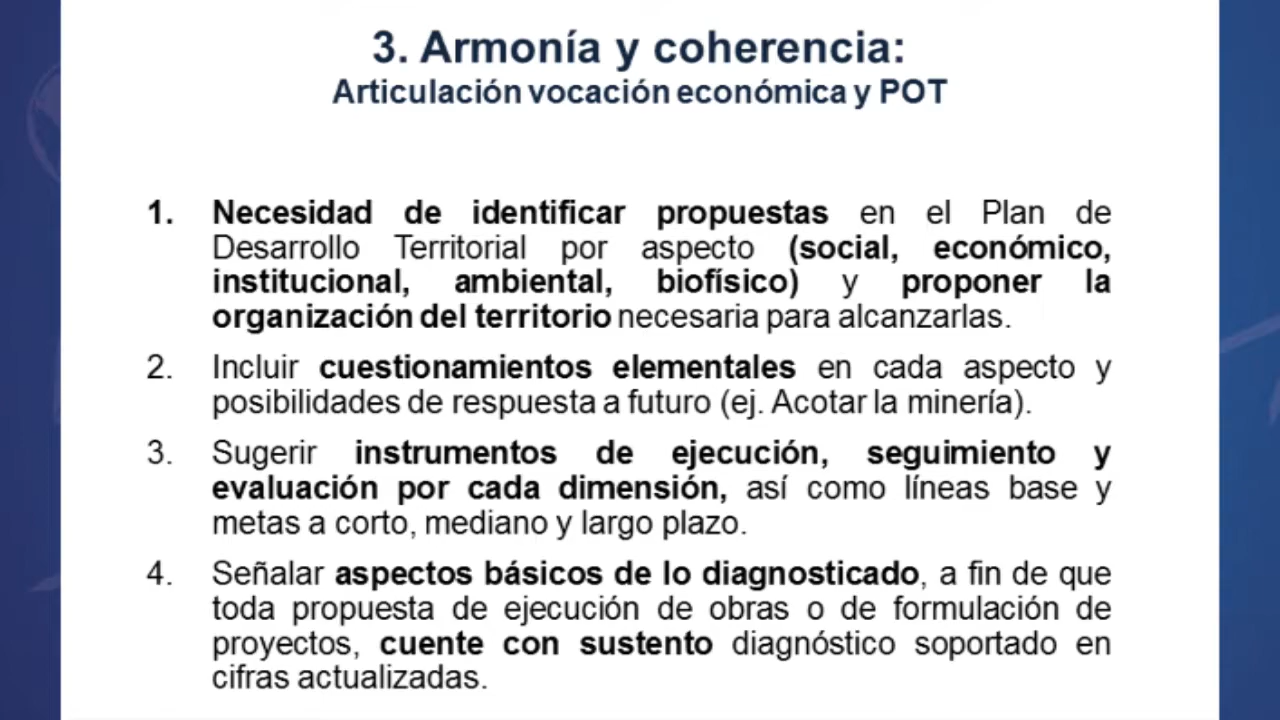 3. Armonía y coherencia:
Articulación vocación económica y POT
1. Necesidad de identificar propuestas en el Plan de
Desarrollo Territorial por aspecto (social, económico,
institucional, ambiental, biofísico) y proponer la
organización del territorio necesaria para alcanzarlas.
2. Incluir cuestionamientos elementales en cada aspecto y
posibilidades de respuesta a futuro (ej. Acotar la minería).
3. Sugerir instrumentos de ejecución, seguimiento y
evaluación por cada dimensión, así como líneas base y
metas a corto, mediano y largo plazo.
4. Señalar aspectos básicos de lo diagnosticado, a fin de que
toda propuesta de ejecución de obras o de formulación de
proyectos, cuente con sustento diagnóstico soportado en
cifras actualizadas.